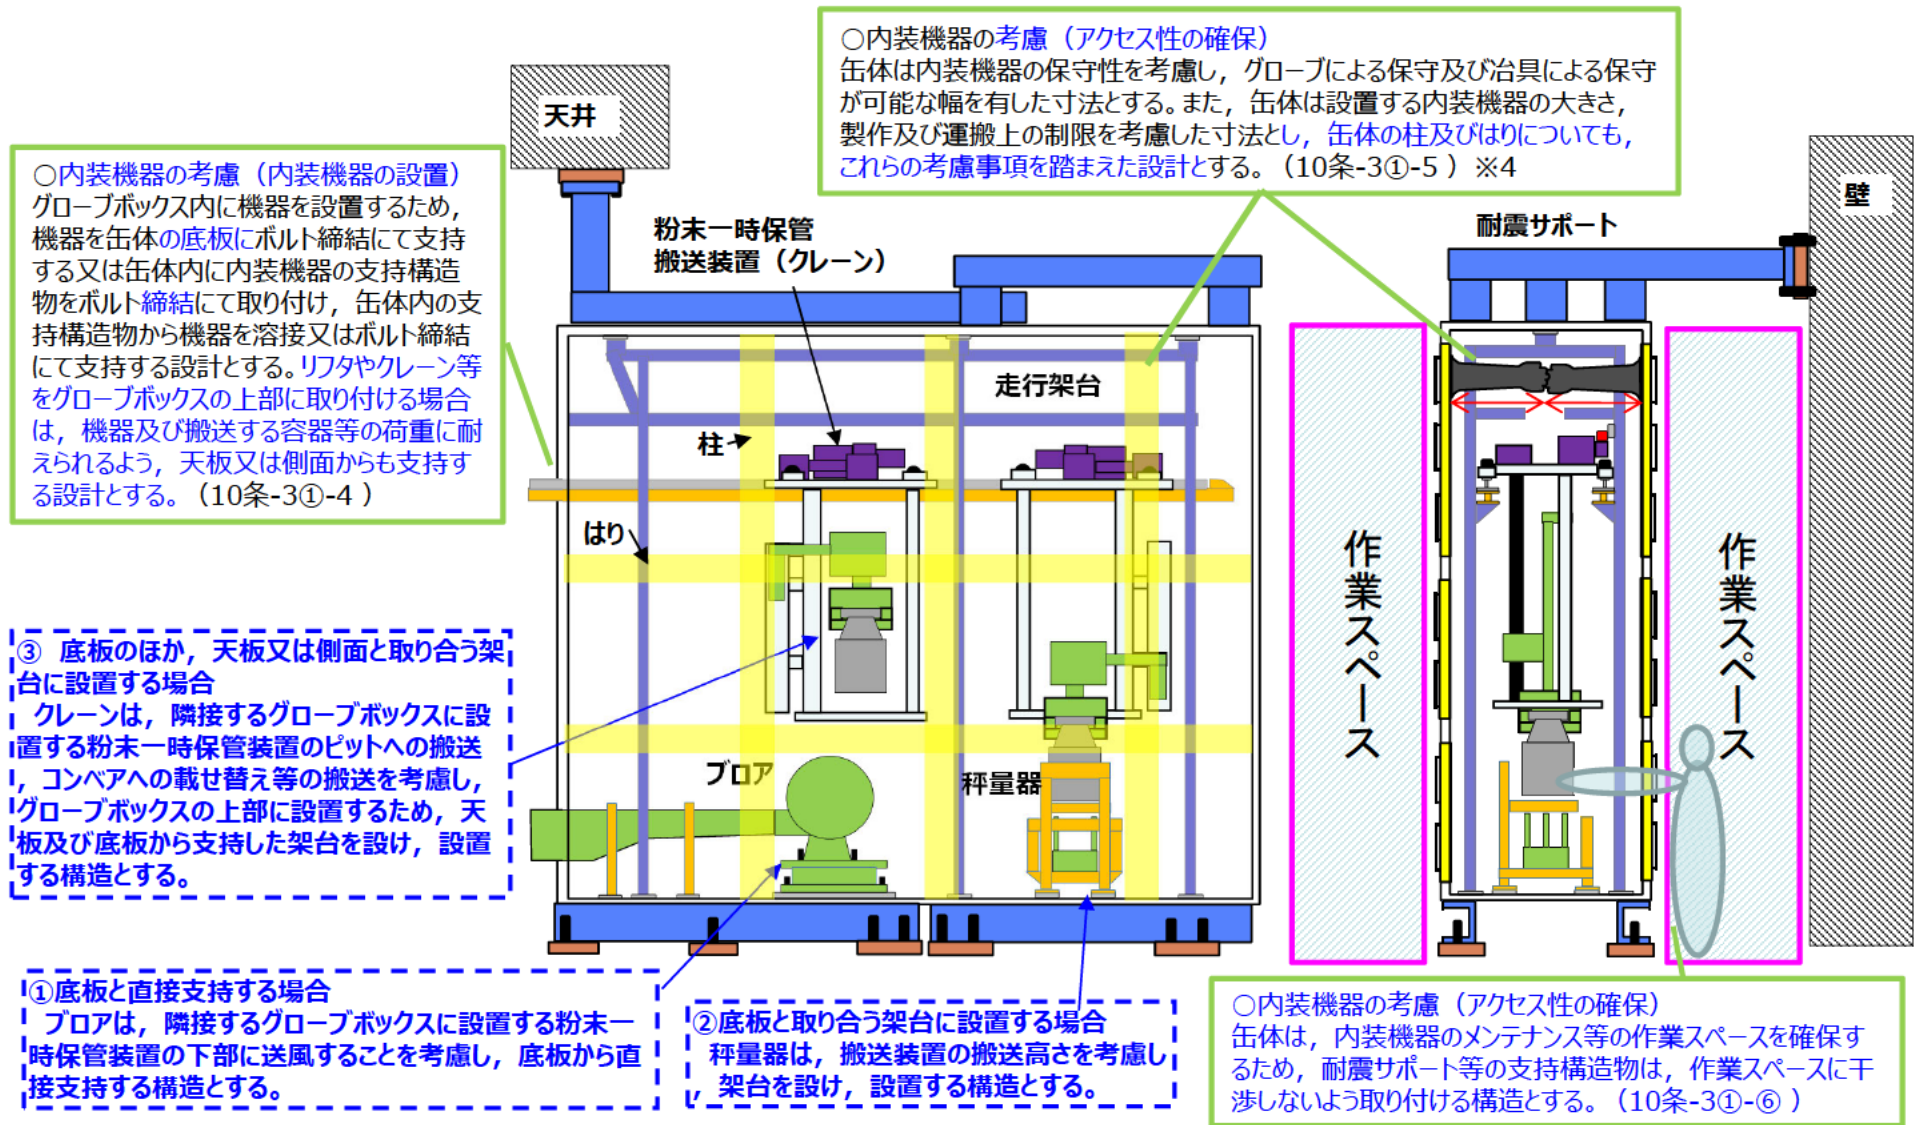 ○内装機器の考慮（アクセス性の確保）
缶体は内装機器の保守性を考慮し，グローブによる保守及び冶具による保守
が可能な幅を有した寸法とする。また，缶体は設置する内装機器の大きさ，
製作及び運搬上の制限を考慮した寸法とし，缶体の柱及びはりについても，
これらの考慮事項を踏まえた設計とする。（10条-3①-5 ）※4
天井
○内装機器の考慮（内装機器の設置）
グローブボックス内に機器を設置するため，
機器を缶体の底板にボルト締結にて支持
する又は缶体内に内装機器の支持構造
物をボルト締結にて取り付け，缶体内の支
持構造物から機器を溶接又はボルト締結
にて支持する設計とする。リフタやクレーン等
をグローブボックスの上部に取り付ける場合
は，機器及び搬送する容器等の荷重に耐
えられるよう，天板又は側面からも支持す
る設計とする。（10条-3①-4 ）
粉末一時保管
搬送装置（クレーン）
耐震サポート
壁
走行架台
柱
はり
ブロア
秤量器
作業スペース
作業スペース
③ 底板のほか，天板又は側面と取り合う架
台に設置する場合
クレーンは，隣接するグローブボックスに設
置する粉末一時保管装置のピットへの搬送
，コンベアへの載せ替え等の搬送を考慮し，
グローブボックスの上部に設置するため，天
板及び底板から支持した架台を設け，設置
する構造とする。
①底板と直接支持する場合
ブロアは，隣接するグローブボックスに設置する粉末一
時保管装置の下部に送風することを考慮し，底板から直
接支持する構造とする。
②底板と取り合う架台に設置する場合
秤量器は，搬送装置の搬送高さを考慮し
，架台を設け，設置する構造とする。
○内装機器の考慮（アクセス性の確保）
缶体は，内装機器のメンテナンス等の作業スペースを確保す
るため，耐震サポート等の支持構造物は，作業スペースに干
渉しないよう取り付ける構造とする。（10条-3①-⑥ ）